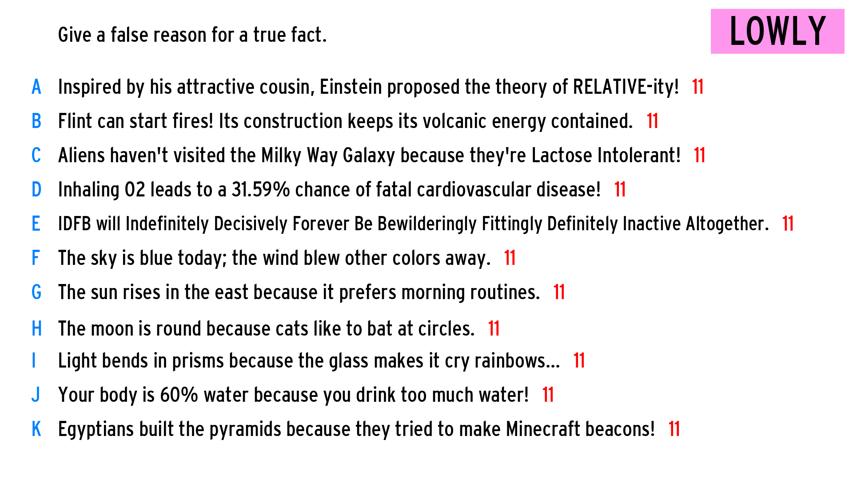 Give a false reason for a true fact.
LOWLY
A Inspired by his attractive cousin, Einstein proposed the theory of RELATIVE-ity! 11
B Flint can start fires! Its construction keeps its volcanic energy contained. 11
C Aliens haven't visited the Milky Way Galaxy because they're Lactose Intolerant! 11
D Inhaling O2 leads to a 31.59% chance of fatal cardiovascular disease! 11
E IDFB will Indefinitely Decisively Forever Be Bewilderingly Fittingly Definitely Inactive Altogether. 11
F The sky is blue today; the wind blew other colors away. 11
G The sun rises in the east because it prefers morning routines. 11
H The moon is round because cats like to bat at circles. 11
I Light bends in prisms because the glass makes it cry rainbows... 11
J Your body is 60% water because you drink too much water! 11
K Egyptians built the pyramids because they tried to make Minecraft beacons! 11